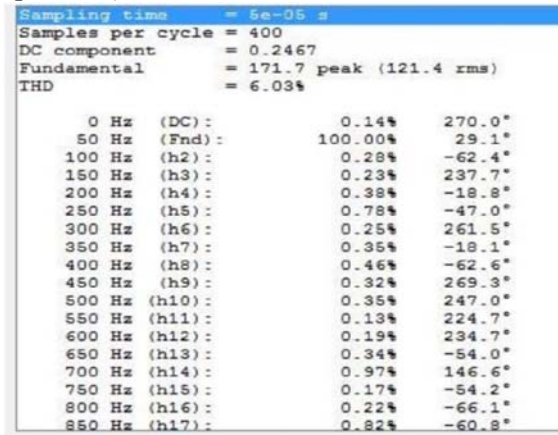 Sampling time = 5e-05 s
Samples per cycle = 400
DC component = 0.2467
Fundamental = 171.7 peak (121.4 rms)
THD = 6.03%
0 Hz (DC): 0.14% 270.0°
50 Hz (Fnd): 100.00% 29.1°
100 Hz (h2): 0.28% -62.4°
150 Hz (h3): 0.23% 237.7°
200 Hz (h4): 0.38% -18.8°
250 Hz (h5): 0.78% -47.0°
300 Hz (h6): 0.25% 261.5°
350 Hz (h7): 0.35% -18.1°
400 Hz (h8): 0.46% -62.6°
450 Hz (h9): 0.32% 269.3°
500 Hz (h10): 0.35% 247.0°
550 Hz (h11): 0.13% 224.7°
600 Hz (h12): 0.19% 234.7°
650 Hz (h13): 0.34% -54.0°
700 Hz (h14): 0.97% 146.6°
750 Hz (h15): 0.17% -54.2°
800 Hz (h16): 0.22% -66.1°
850 Hz (h17): 0.82% -60.8°